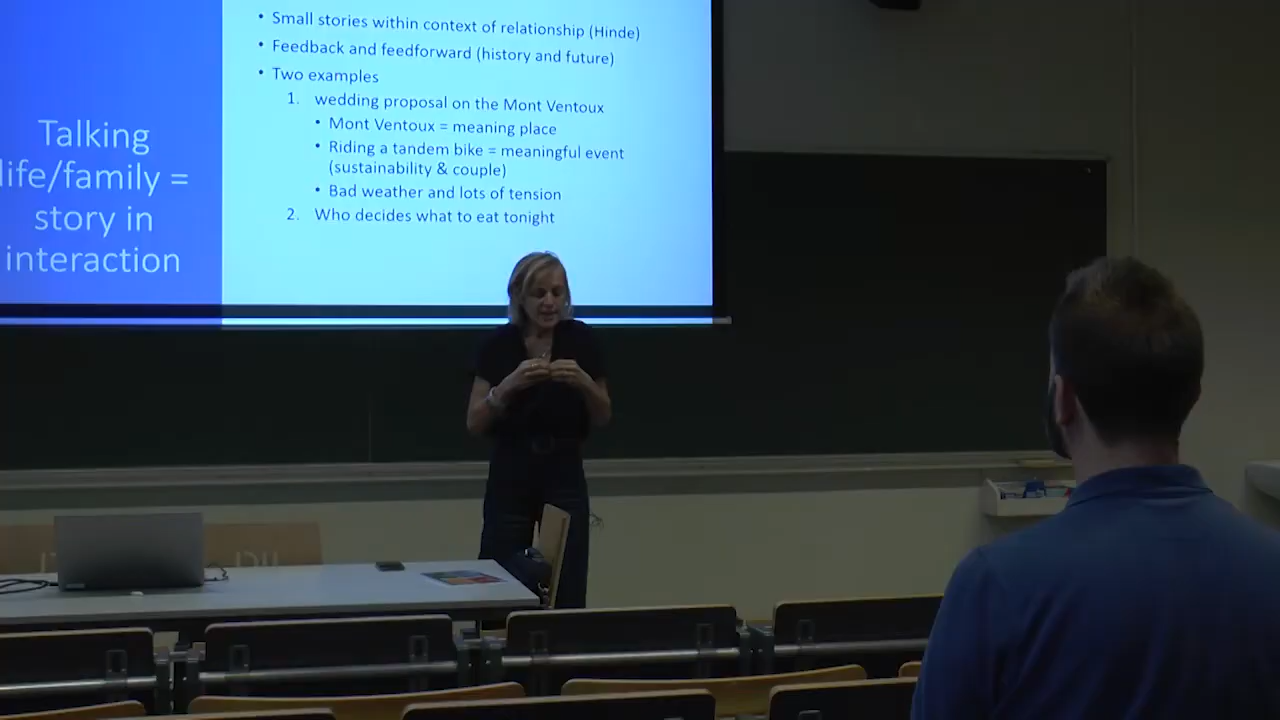 Talking
life/family =
story in
interaction
• Small stories within context of relationship (Hinde)
• Feedback and feedforward (history and future)
• Two examples
1. wedding proposal on the Mont Ventoux
• Mont Ventoux = meaning place
• Riding a tandem bike = meaningful event
(sustainability & couple)
• Bad weather and lots of tension
2. Who decides what to eat tonight